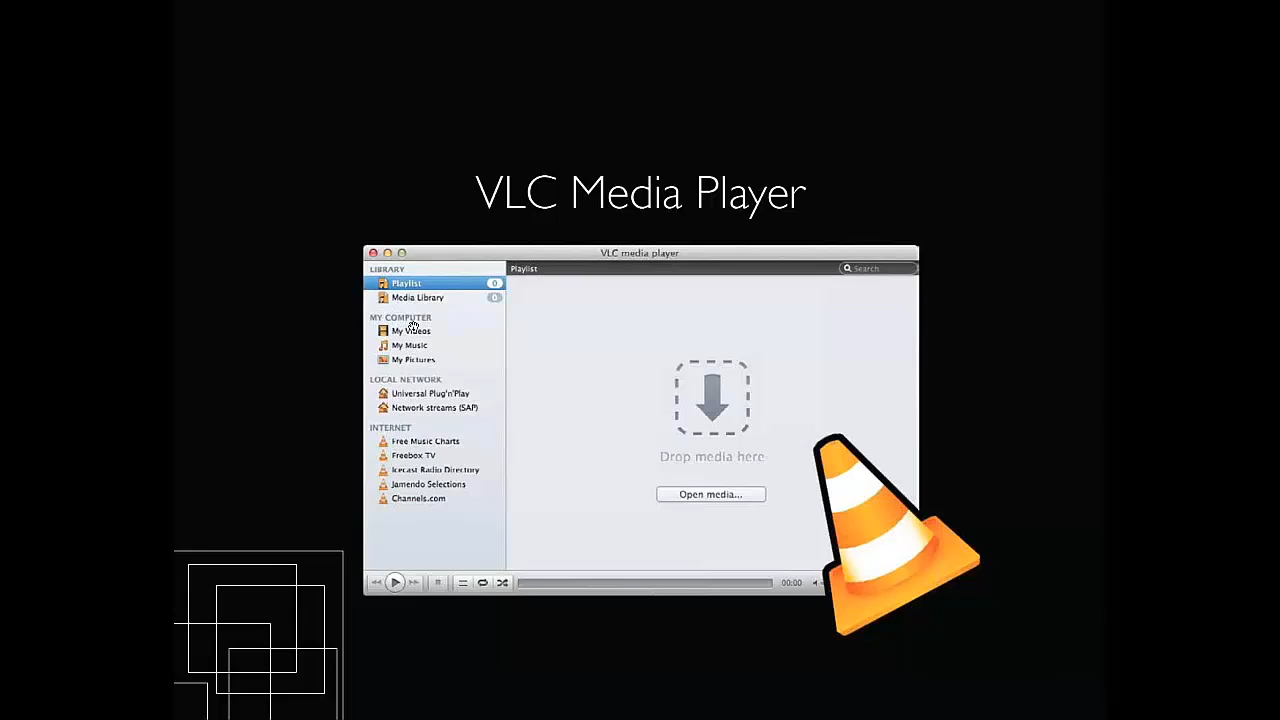 VLC Media Player
VLC media player
LIBRARY
Playlist 0
Media Library 0
MY COMPUTER
My Videos
My Music
My Pictures
LOCAL NETWORK
Universal Plug'n'Play
Network streams (SAP)
INTERNET
Free Music Charts
Freebox TV
Icecast Radio Directory
Jamendo Selections
Channels.com
Playlist
Search
Drop media here
Open media...
00:00